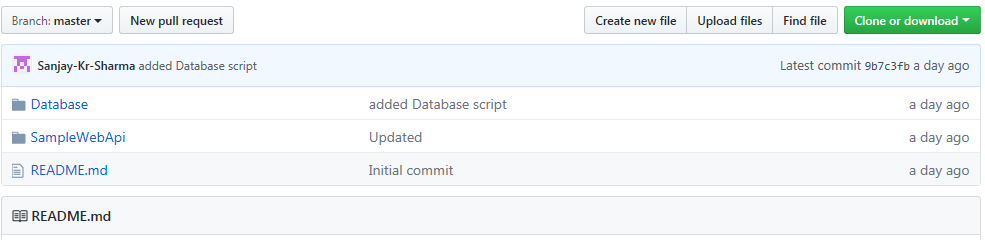 Branch: master New pull request Create new file Upload files Find file Clone or download
Sanjay-Kr-Sharma added Database script Latest commit 9b7c3fb a day ago
Database added Database script a day ago
SampleWebApi Updated a day ago
README.md Initial commit a day ago
README.md